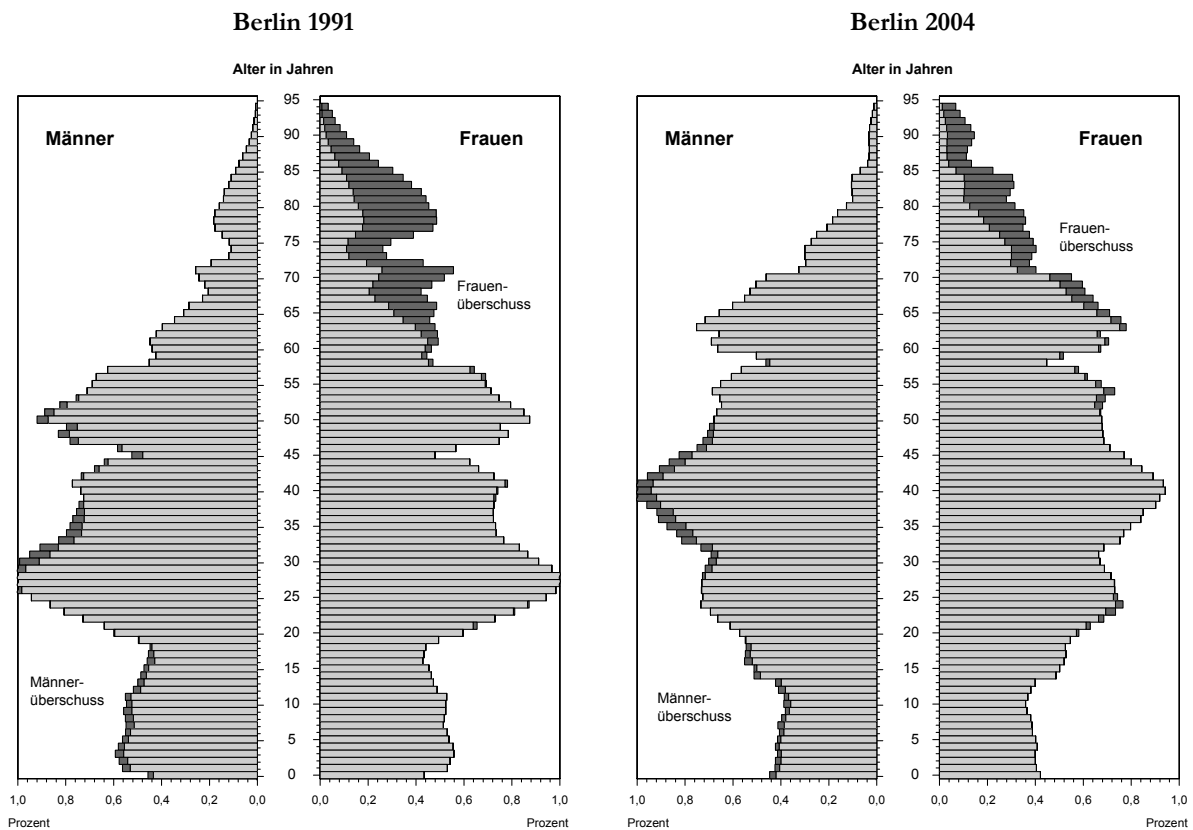 Berlin 1991
Alter in Jahren
Männer
Frauen
95
90
85
80
75
70
65
60
55
50
45
40
35
30
25
20
15
10
5
0
Frauen-
überschuss
Männer-
überschuss
1,0 0,8 0,6 0,4 0,2 0,0
0,0 0,2 0,4 0,6 0,8 1,0
Prozent
Prozent
Berlin 2004
Alter in Jahren
Männer
Frauen
95
90
85
80
75
70
65
60
55
50
45
40
35
30
25
20
15
10
5
0
Frauen-
überschuss
Männer-
überschuss
1,0 0,8 0,6 0,4 0,2 0,0
0,0 0,2 0,4 0,6 0,8 1,0
Prozent
Prozent